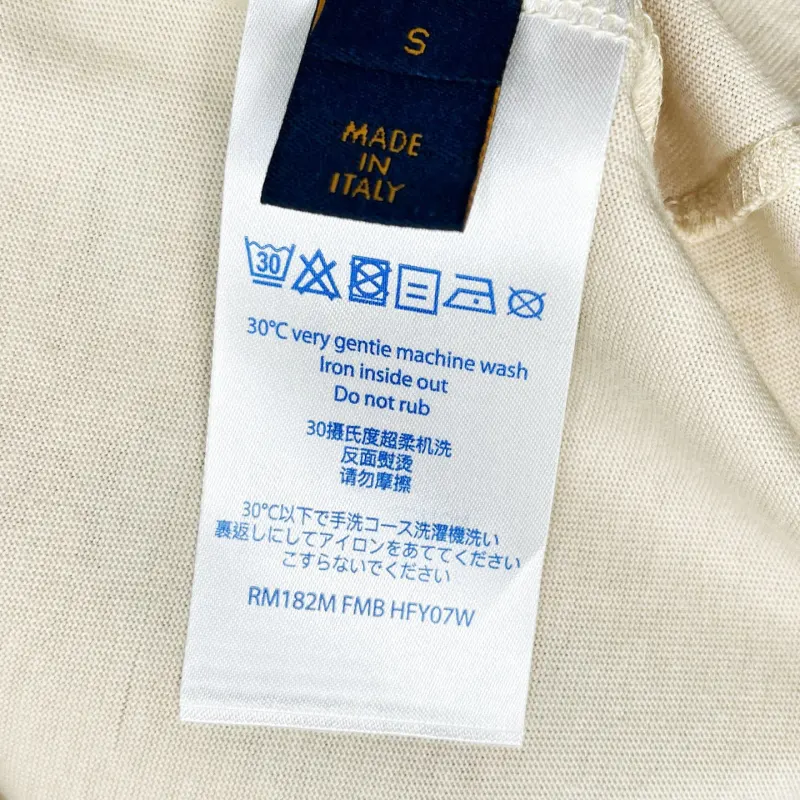 S
MADE
IN
ITALY
30
30°C very gentie machine wash
Iron inside out
Do not rub
30摄氏度超柔机洗
反面熨烫
请勿摩擦
30°C以下で手洗コース洗濯機洗い
裏返しにしてアイロンをあててください
こすらないでください
RM182M FMB HFY07W